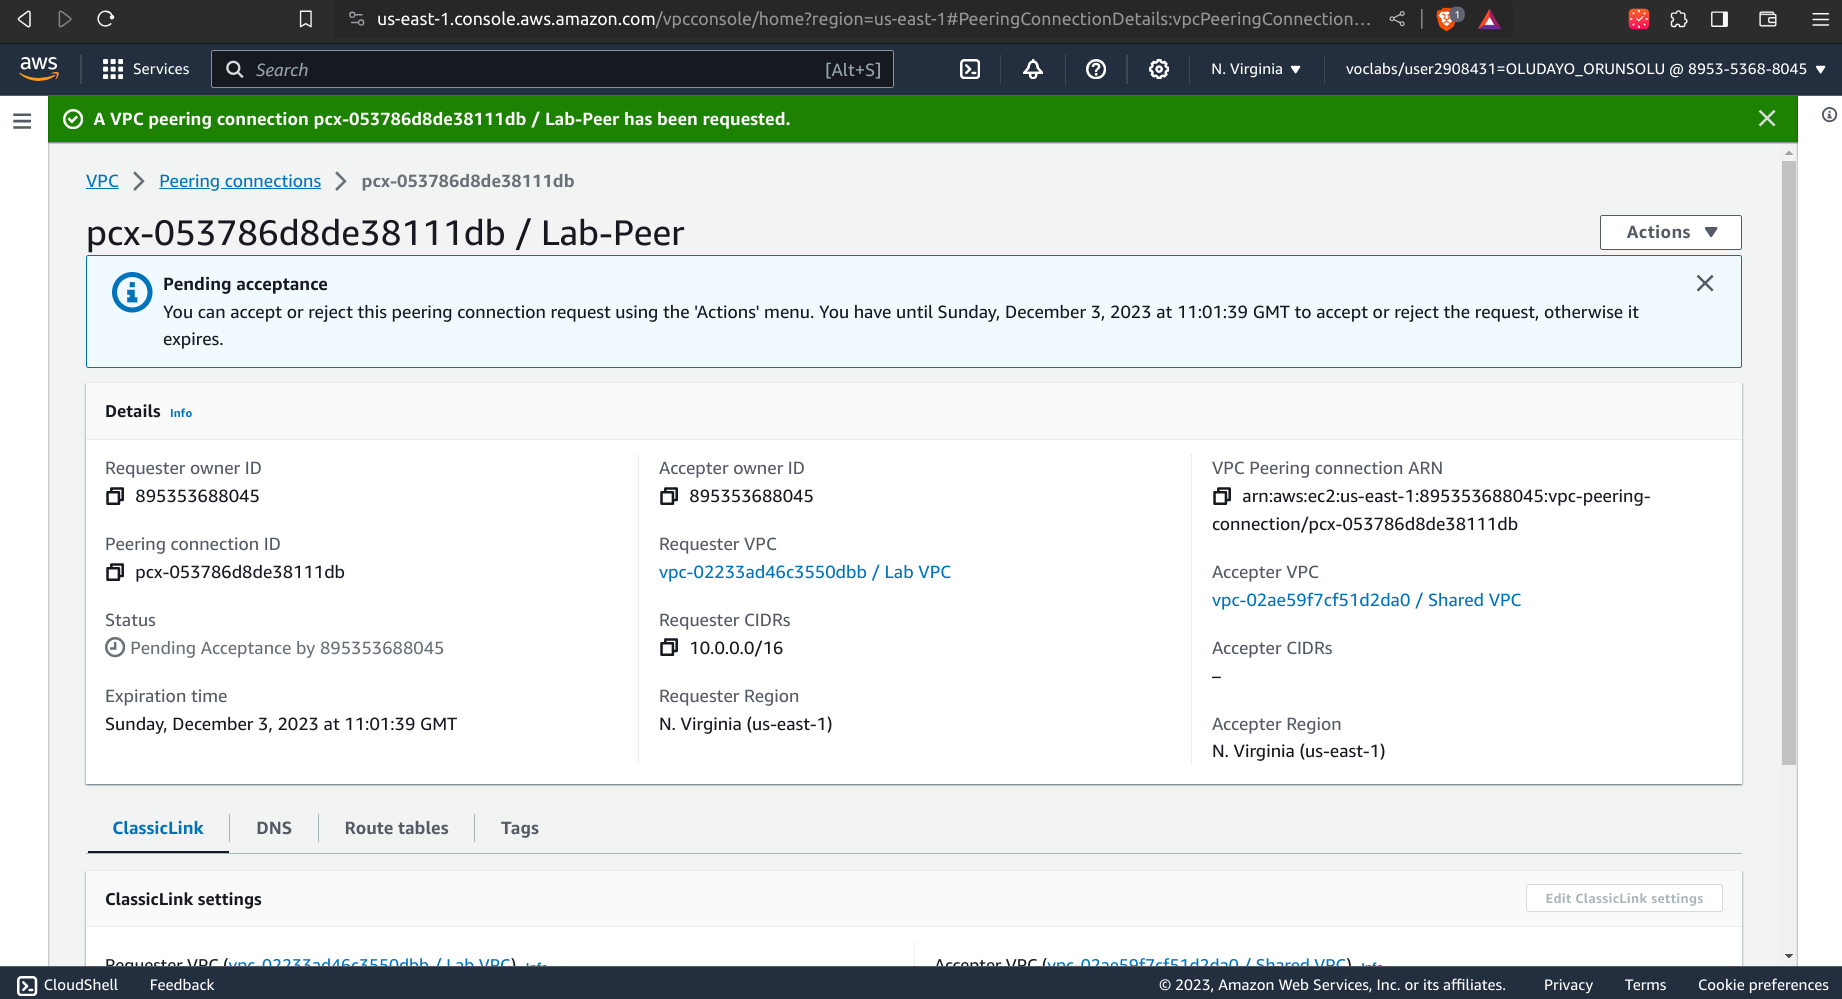 us-east-1.console.aws.amazon.com/vpcconsole/home?region=us-east-1#PeeringConnectionDetails:vpcPeeringConnection...
1
aws
Services
Search
[Alt+S]
N. Virginia
voclabs/user2908431=OLUDAYO_ORUNSOLU @ 8953-5368-8045
A VPC peering connection pcx-053786d8de38111db / Lab-Peer has been requested.
VPC
Peering connections
pcx-053786d8de38111db
pcx-053786d8de38111db / Lab-Peer
Actions
Pending acceptance
You can accept or reject this peering connection request using the 'Actions' menu. You have until Sunday, December 3, 2023 at 11:01:39 GMT to accept or reject the request, otherwise it
expires.
Details Info
Requester owner ID
895353688045
Peering connection ID
pcx-053786d8de38111db
Status
Pending Acceptance by 895353688045
Expiration time
Sunday, December 3, 2023 at 11:01:39 GMT
Accepter owner ID
895353688045
Requester VPC
vpc-02233ad46c3550dbb / Lab VPC
Requester CIDRs
10.0.0.0/16
Requester Region
N. Virginia (us-east-1)
VPC Peering connection ARN
arn:aws:ec2:us-east-1:895353688045:vpc-peering-
connection/pcx-053786d8de38111db
Accepter VPC
vpc-02ae59f7cf51d2da0 / Shared VPC
Accepter CIDRs
–
Accepter Region
N. Virginia (us-east-1)
ClassicLink
DNS
Route tables
Tags
ClassicLink settings
Edit ClassicLink settings
Requester VPC (vpc-02233ad46c3550dbb / Lab VPC) Info
Accepter VPC (vpc-02ae59f7cf51d2da0 / Shared VPC) Info
CloudShell
Feedback
© 2023, Amazon Web Services, Inc. or its affiliates.
Privacy
Terms
Cookie preferences